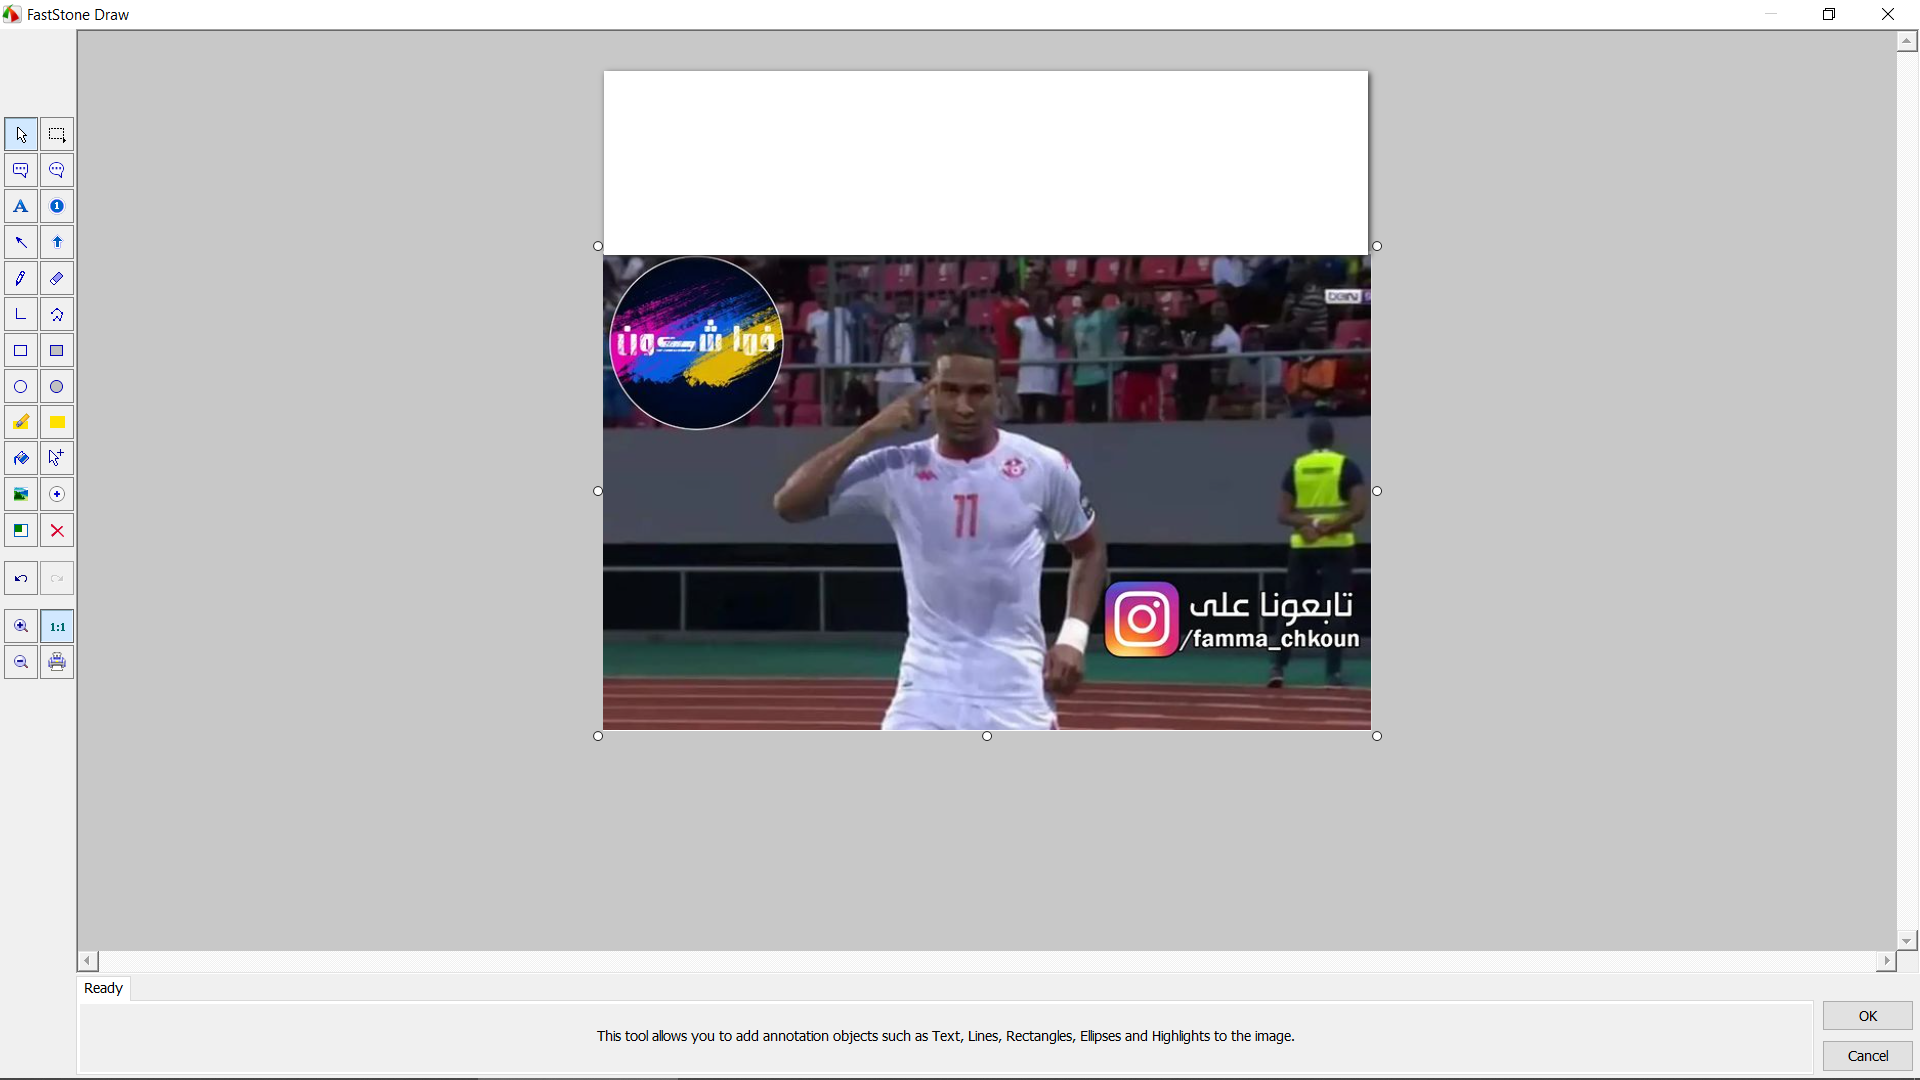 FastStone Draw
A
1
1:1
beIN S
فما شكون
11
تابعونا على
/famma_chkoun
Ready
This tool allows you to add annotation objects such as Text, Lines, Rectangles, Ellipses and Highlights to the image.
OK
Cancel